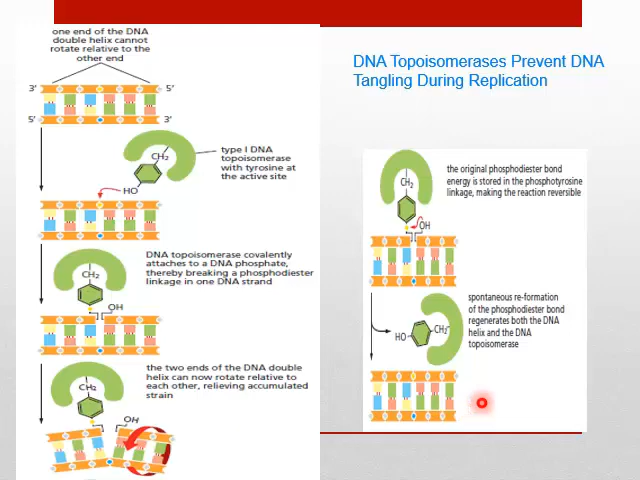 one end of the DNA
double helix cannot
rotate relative to the
other end
DNA Topoisomerases Prevent DNA
Tangling During Replication
3′ 5′
5′ 3′
CH₂
HO
type I DNA
topoisomerase
with tyrosine at
the active site
DNA topoisomerase covalently
attaches to a DNA phosphate,
thereby breaking a phosphodiester
linkage in one DNA strand
CH₂
OH
the two ends of the DNA double
helix can now rotate relative to
each other, relieving accumulated
strain
CH₂
OH
the original phosphodiester bond
energy is stored in the phosphotyrosine
linkage, making the reaction reversible
CH₂
OH
spontaneous re-formation
of the phosphodiester bond
regenerates both the DNA
helix and the DNA
topoisomerase
HO
CH₂